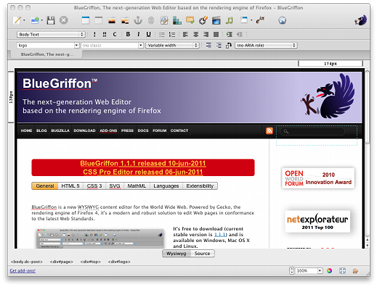 BlueGriffon, The next-generation Web Editor based on the rendering engine of Firefox - BlueGriffon
Body Text
logo
(no class)
Variable width
(no ARIA role)
BlueGriffon, The next-g...
BlueGriffon™
The next-generation Web Editor
based on the rendering engine of Firefox
HOME BLOG BUGZILLA DOWNLOAD ADD-ONS PRESS DOCS FORUM CONTACT
BlueGriffon 1.1.1 released 10-jun-2011
CSS Pro Editor released 06-jun-2011
General HTML 5 CSS 3 SVG MathML Languages Extensibility
OPEN WORLD FORUM
2010
Innovation Award
BlueGriffon is a new WYSIWYG content editor for the World Wide Web. Powered by Gecko, the
rendering engine of Firefox 4, it's a modern and robust solution to edit Web pages in conformance
to the latest Web Standards.
netexplorateur
2011 Top 100
It's free to download (current
stable version is 1.1.1) and is
available on Windows, Mac OS X
and Linux.
Wysiwyg Source
<body.do-post> <div#page> <div#top> <div#logo>
Get add-ons!
100%